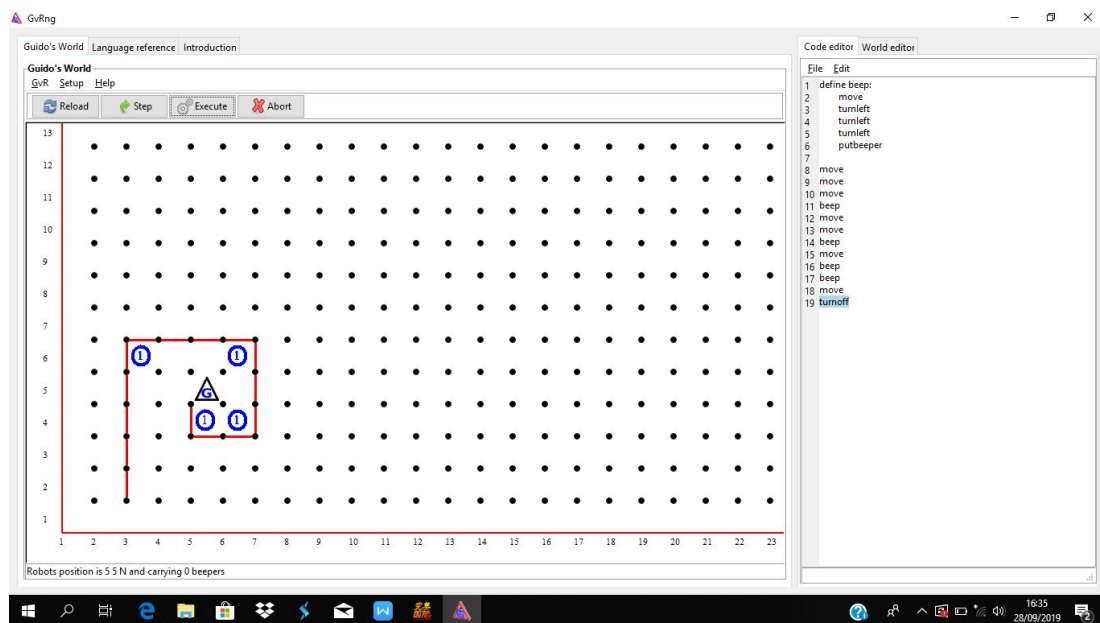 GvRng
Guido's World Language reference Introduction
Code editor World editor
Guido's World
GvR Setup Help
Reload Step Execute Abort
File Edit
1 define beep:
2 move
3 turnleft
4 turnleft
5 turnleft
6 putbeeper
7
8 move
9 move
10 move
11 beep
12 move
13 move
14 beep
15 move
16 beep
17 beep
18 move
19 turnoff
13
12
11
10
9
8
7
6 1 1
5 G
4 1 1
3
2
1
1 2 3 4 5 6 7 8 9 10 11 12 13 14 15 16 17 18 19 20 21 22 23
Robots position is 5 5 N and carrying 0 beepers
16:35
28/09/2019